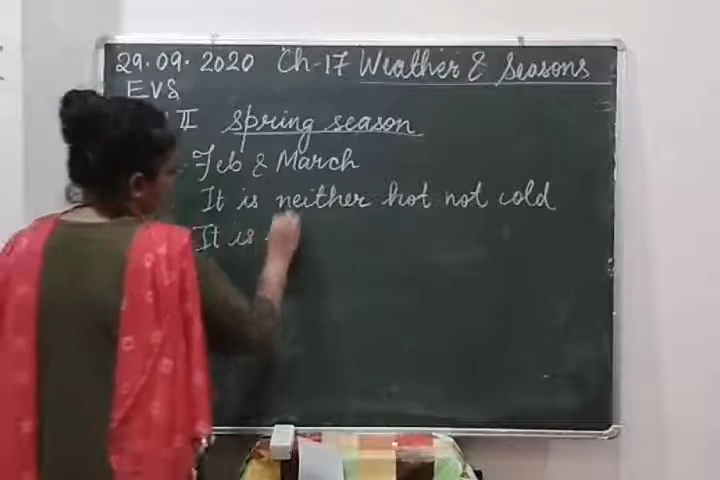 29.09.2020 Ch-17 Weather & Seasons
EVS
II Spring season
Feb & March
It is neither hot not cold
It is